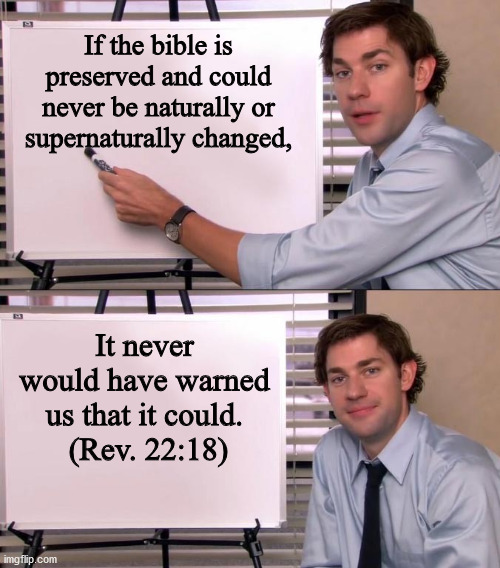 If the bible is
preserved and could
never be naturally or
supernaturally changed,
It never
would have warned
us that it could.
(Rev. 22:18)
imgflip.com